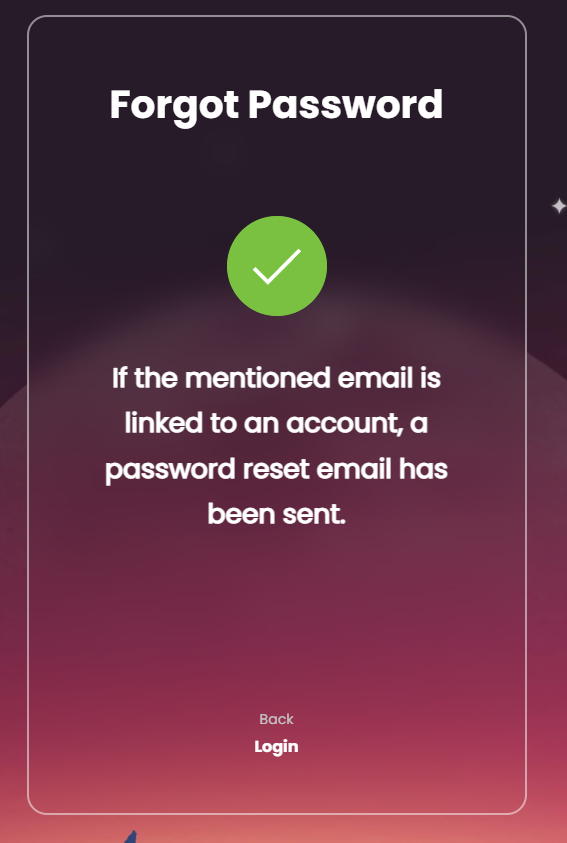 Forgot Password
If the mentioned email is
linked to an account, a
password reset email has
been sent.
Back
Login